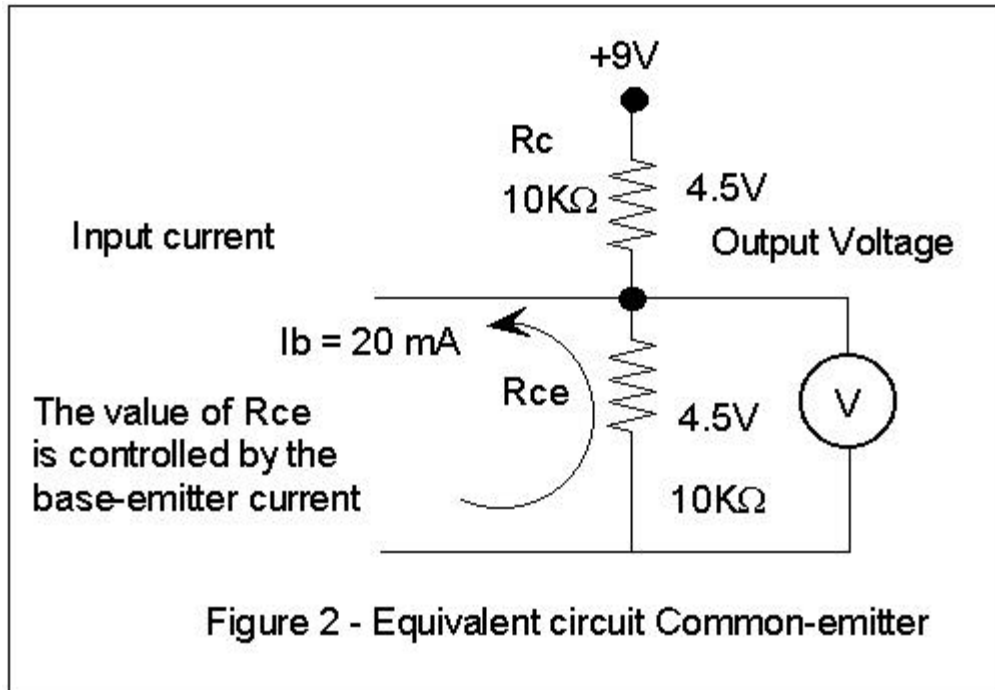 +9V
Rc
10KΩ
4.5V
Input current
Output Voltage
Ib = 20 mA
Rce
4.5V
V
The value of Rce
is controlled by the
base-emitter current
10KΩ
Figure 2 - Equivalent circuit Common-emitter